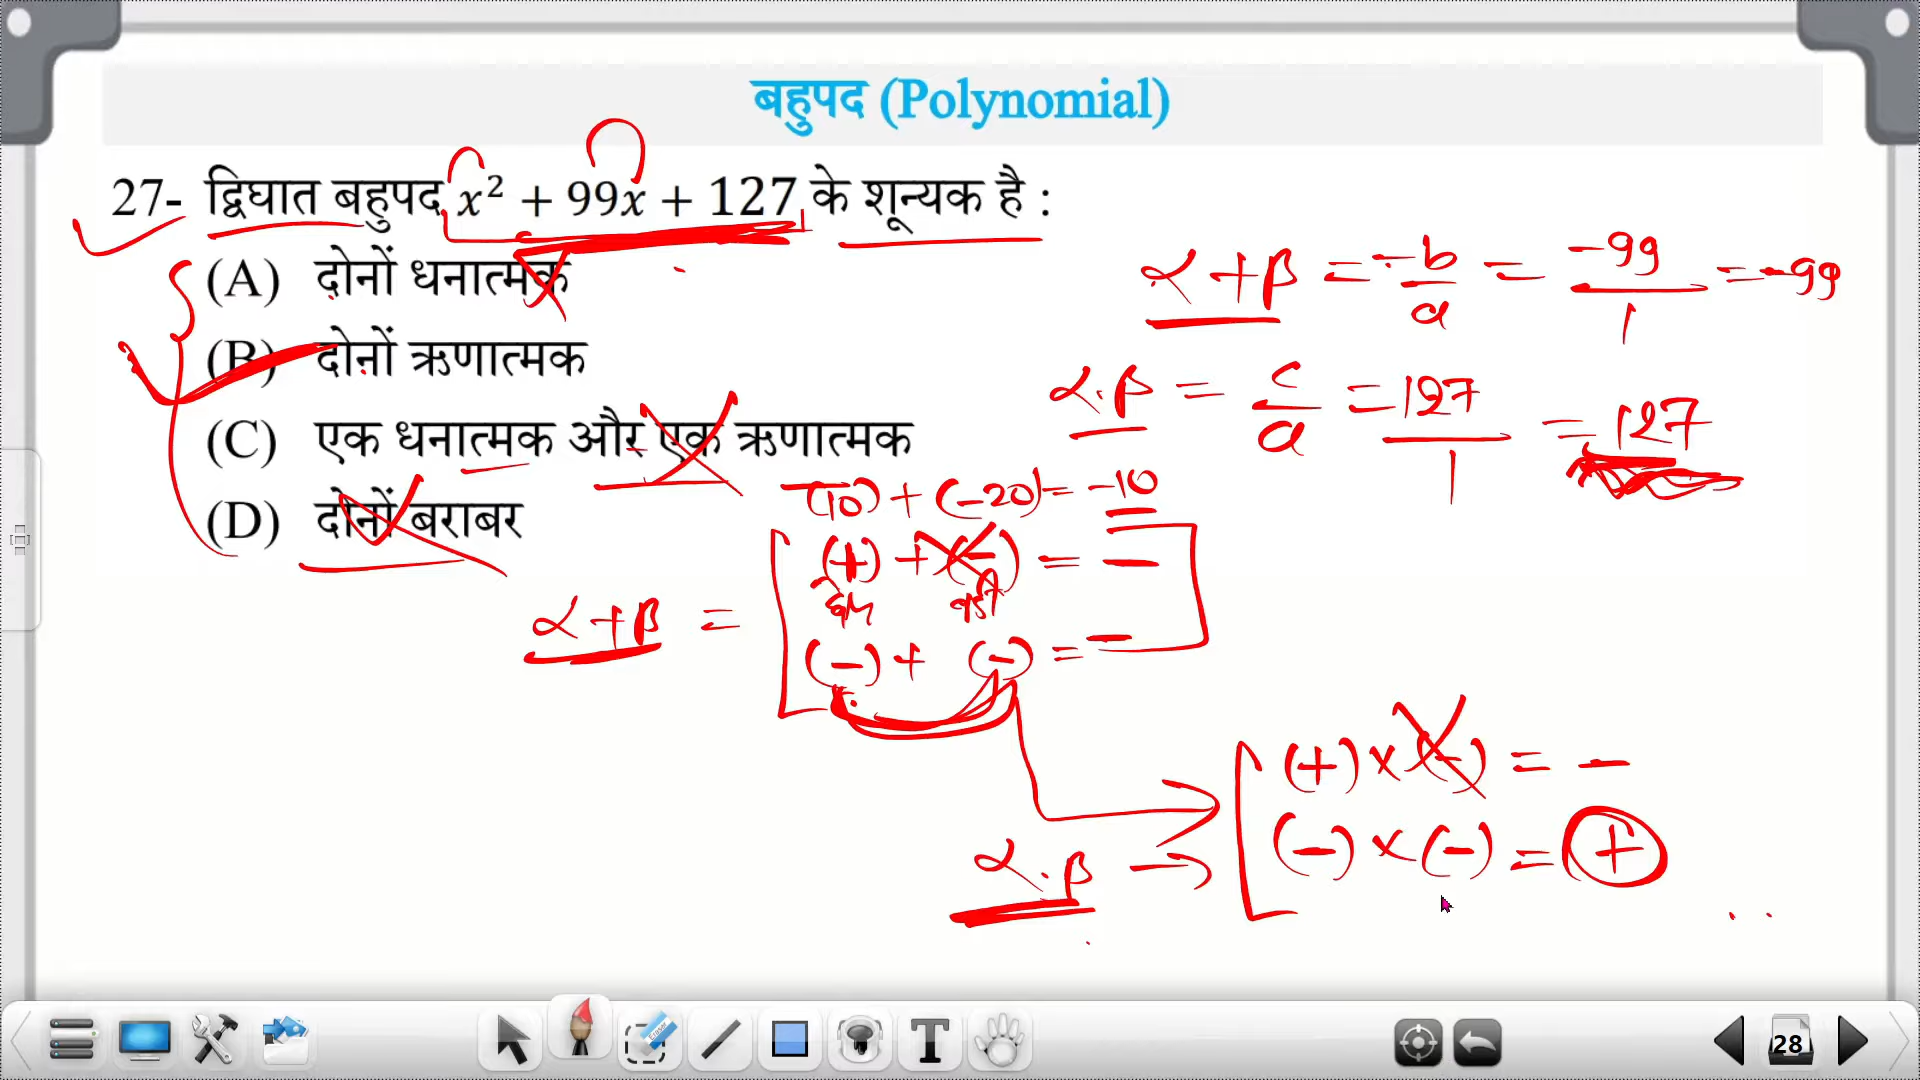 बहुपद (Polynomial)
27- द्विघात बहुपद x² + 99x + 127 के शून्यक है :
(A) दोनों धनात्मक
(B) दोनों ऋणात्मक
(C) एक धनात्मक और एक ऋणात्मक
(D) दोनों बराबर
α + β = -b/a = -99/1 = -99
α.β = c/a = 127/1 = 127
(10) + (-20) = -10
(+) + (-) = -
α + β =
(-) + (-) = -
(+) × (-) = -
(-) × (-) = +
α.β →
T
28